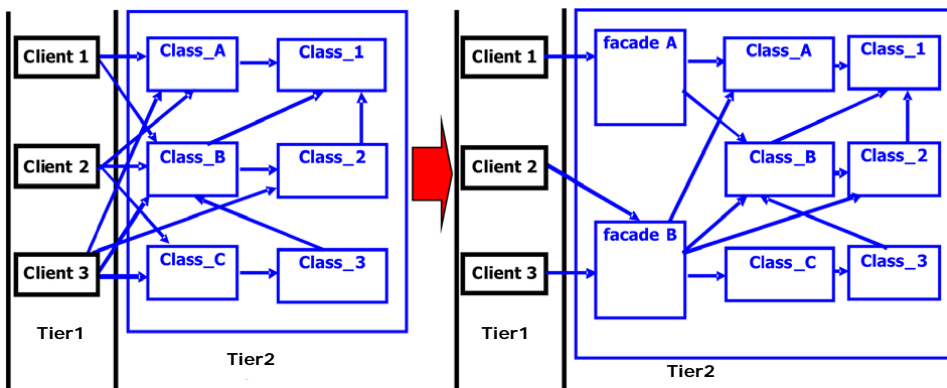 Client 1
Class_A
Class_1
Client 2
Class_B
Class_2
Client 3
Class_C
Class_3
Tier1
Tier2
Client 1
facade A
Class_A
Class_1
Client 2
Class_B
Class_2
Client 3
facade B
Class_C
Class_3
Tier1
Tier2